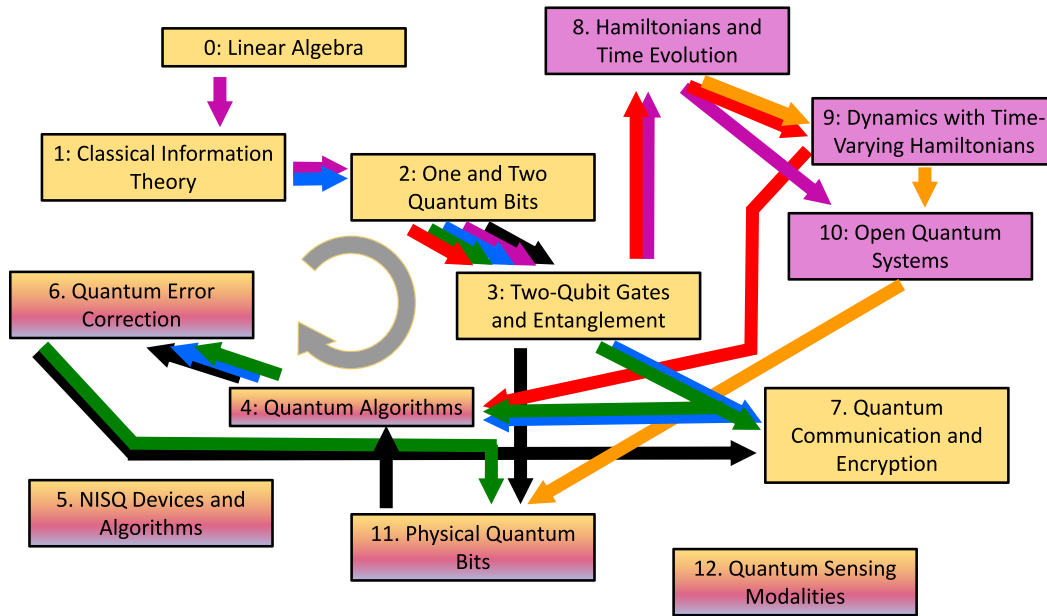 0: Linear Algebra
1: Classical Information
Theory
2: One and Two
Quantum Bits
3: Two-Qubit Gates
and Entanglement
4: Quantum Algorithms
5. NISQ Devices and
Algorithms
6. Quantum Error
Correction
7. Quantum
Communication and
Encryption
8. Hamiltonians and
Time Evolution
9: Dynamics with Time-
Varying Hamiltonians
10: Open Quantum
Systems
11. Physical Quantum
Bits
12. Quantum Sensing
Modalities